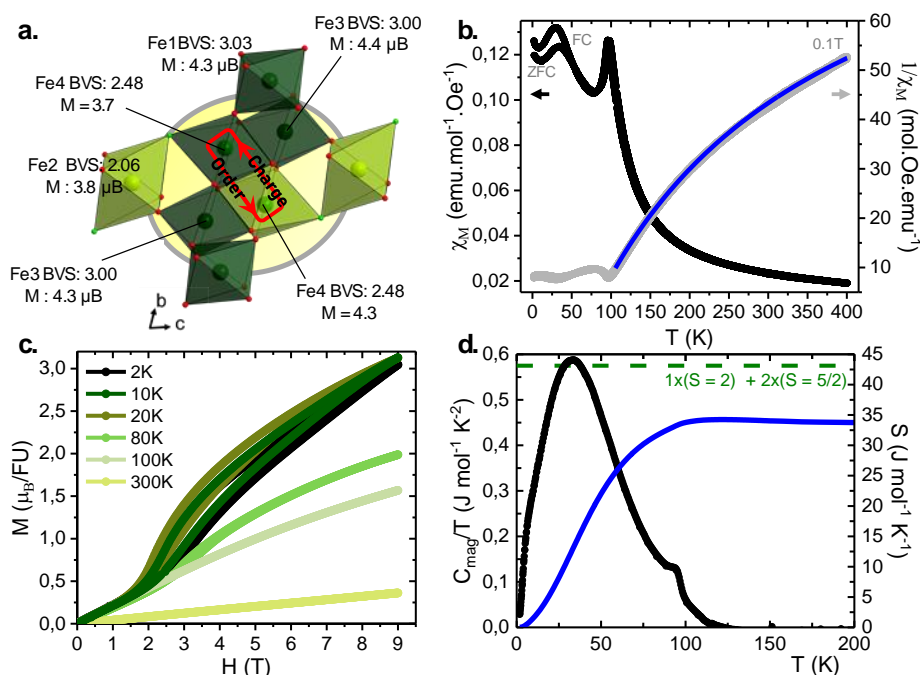 a.
Fe3 BVS: 3.00
M : 4.4 µB
Fe1BVS: 3.03
M : 4.3 µB
Fe4 BVS: 2.48
M = 3.7
Fe2 BVS: 2.06
M : 3.8 µB
Charge
Order
Fe3 BVS: 3.00
M : 4.3 µB
Fe4 BVS: 2.48
M = 4.3
b
c
b.
0,12
0,10
0,08
0,06
0,04
0,02
χM (emu.mol-1.Oe-1)
FC
ZFC
0.1T
60
50
40
30
20
10
1/χM (mol.Oe.emu-1)
0 50 100 150 200 250 300 350 400
T (K)
c.
3,0
2,5
2,0
1,5
1,0
0,5
0,0
M (µB/FU)
2K
10K
20K
80K
100K
300K
0 1 2 3 4 5 6 7 8 9
H (T)
d.
0,6
0,5
0,4
0,3
0,2
0,1
0,0
Cmag/T (J mol-1 K-2)
1x(S = 2) + 2x(S = 5/2)
45
40
35
30
25
20
15
10
5
0
S (J mol-1 K-1)
0 50 100 150 200
T (K)